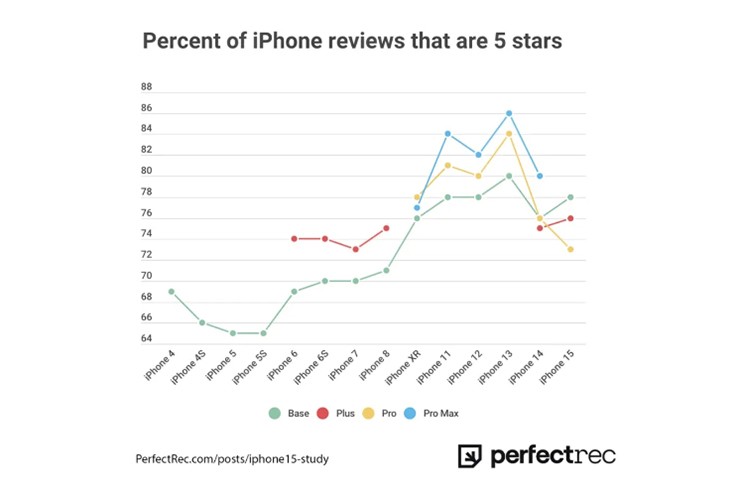 Percent of iPhone reviews that are 5 stars
88
86
84
82
80
78
76
74
72
70
68
66
64
iPhone 4
iPhone 4S
iPhone 5
iPhone 5S
iPhone 6
iPhone 6S
iPhone 7
iPhone 8
iPhone XR
iPhone 11
iPhone 12
iPhone 13
iPhone 14
iPhone 15
Base Plus Pro Pro Max
PerfectRec.com/posts/iphone15-study
perfectrec